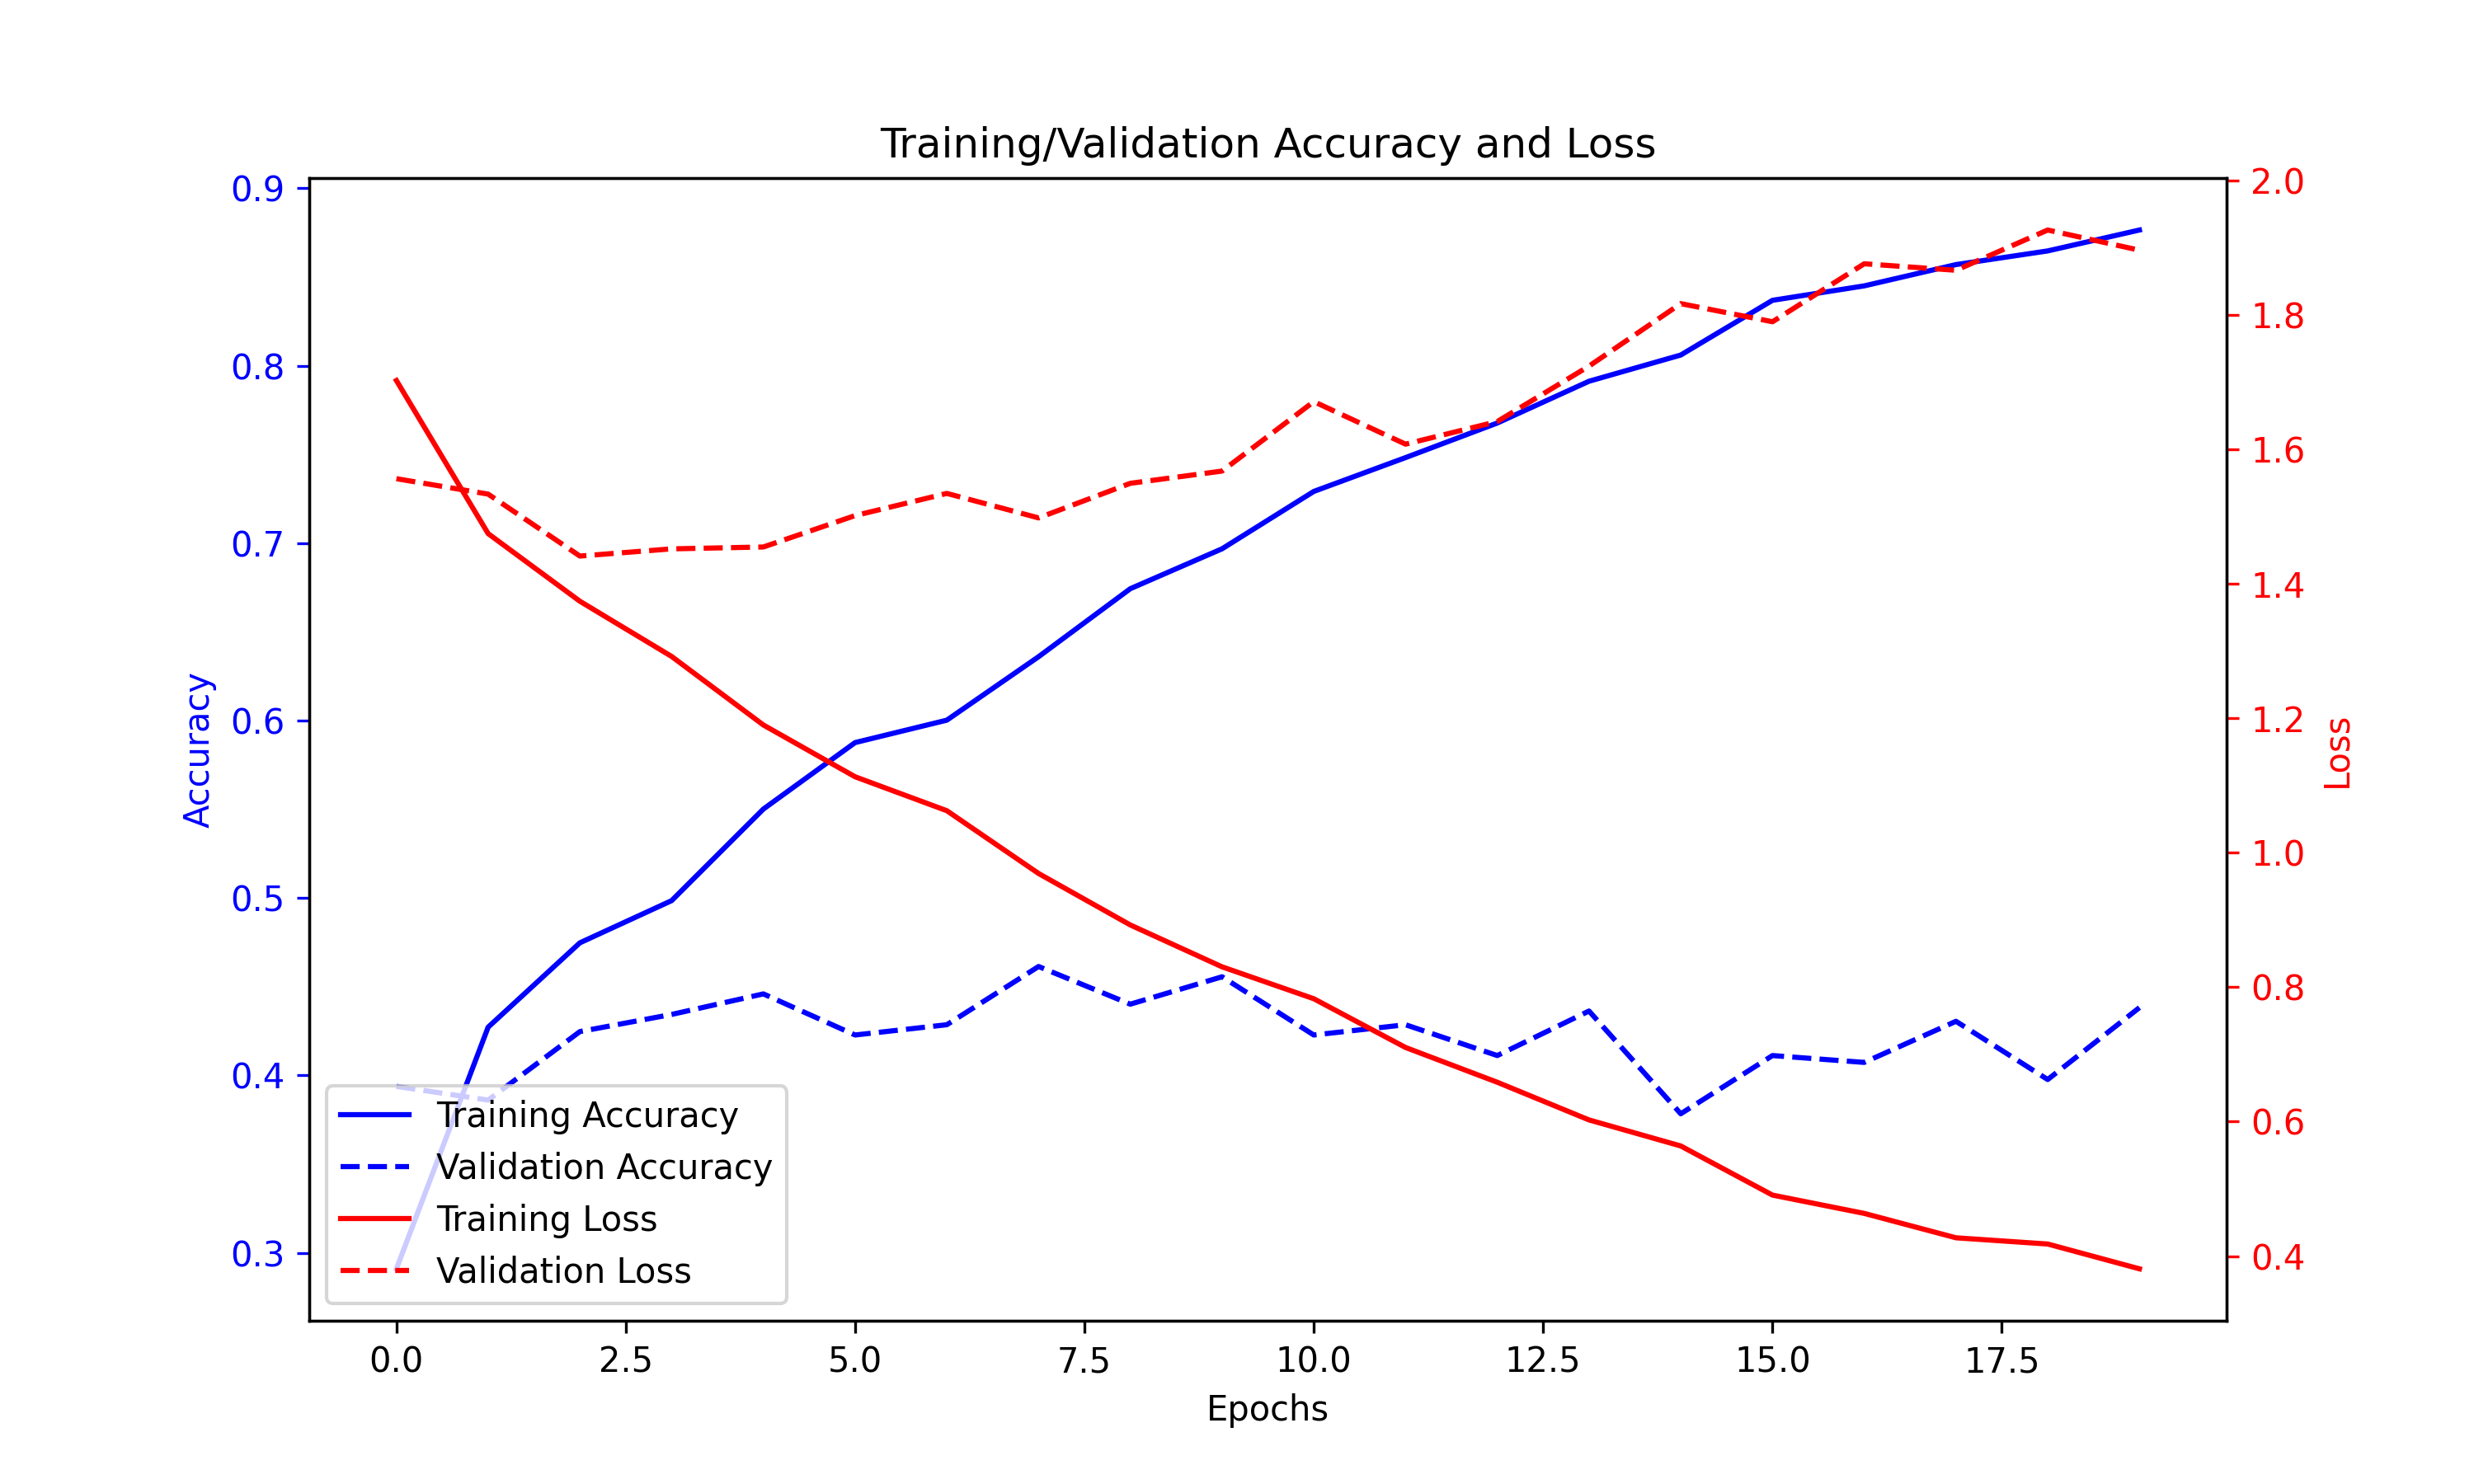 Training/Validation Accuracy and Loss
0.9
0.8
0.7
0.6
0.5
0.4
0.3
Accuracy
2.0
1.8
1.6
1.4
1.2
1.0
0.8
0.6
0.4
Loss
Training Accuracy
Validation Accuracy
Training Loss
Validation Loss
0.0 2.5 5.0 7.5 10.0 12.5 15.0 17.5
Epochs